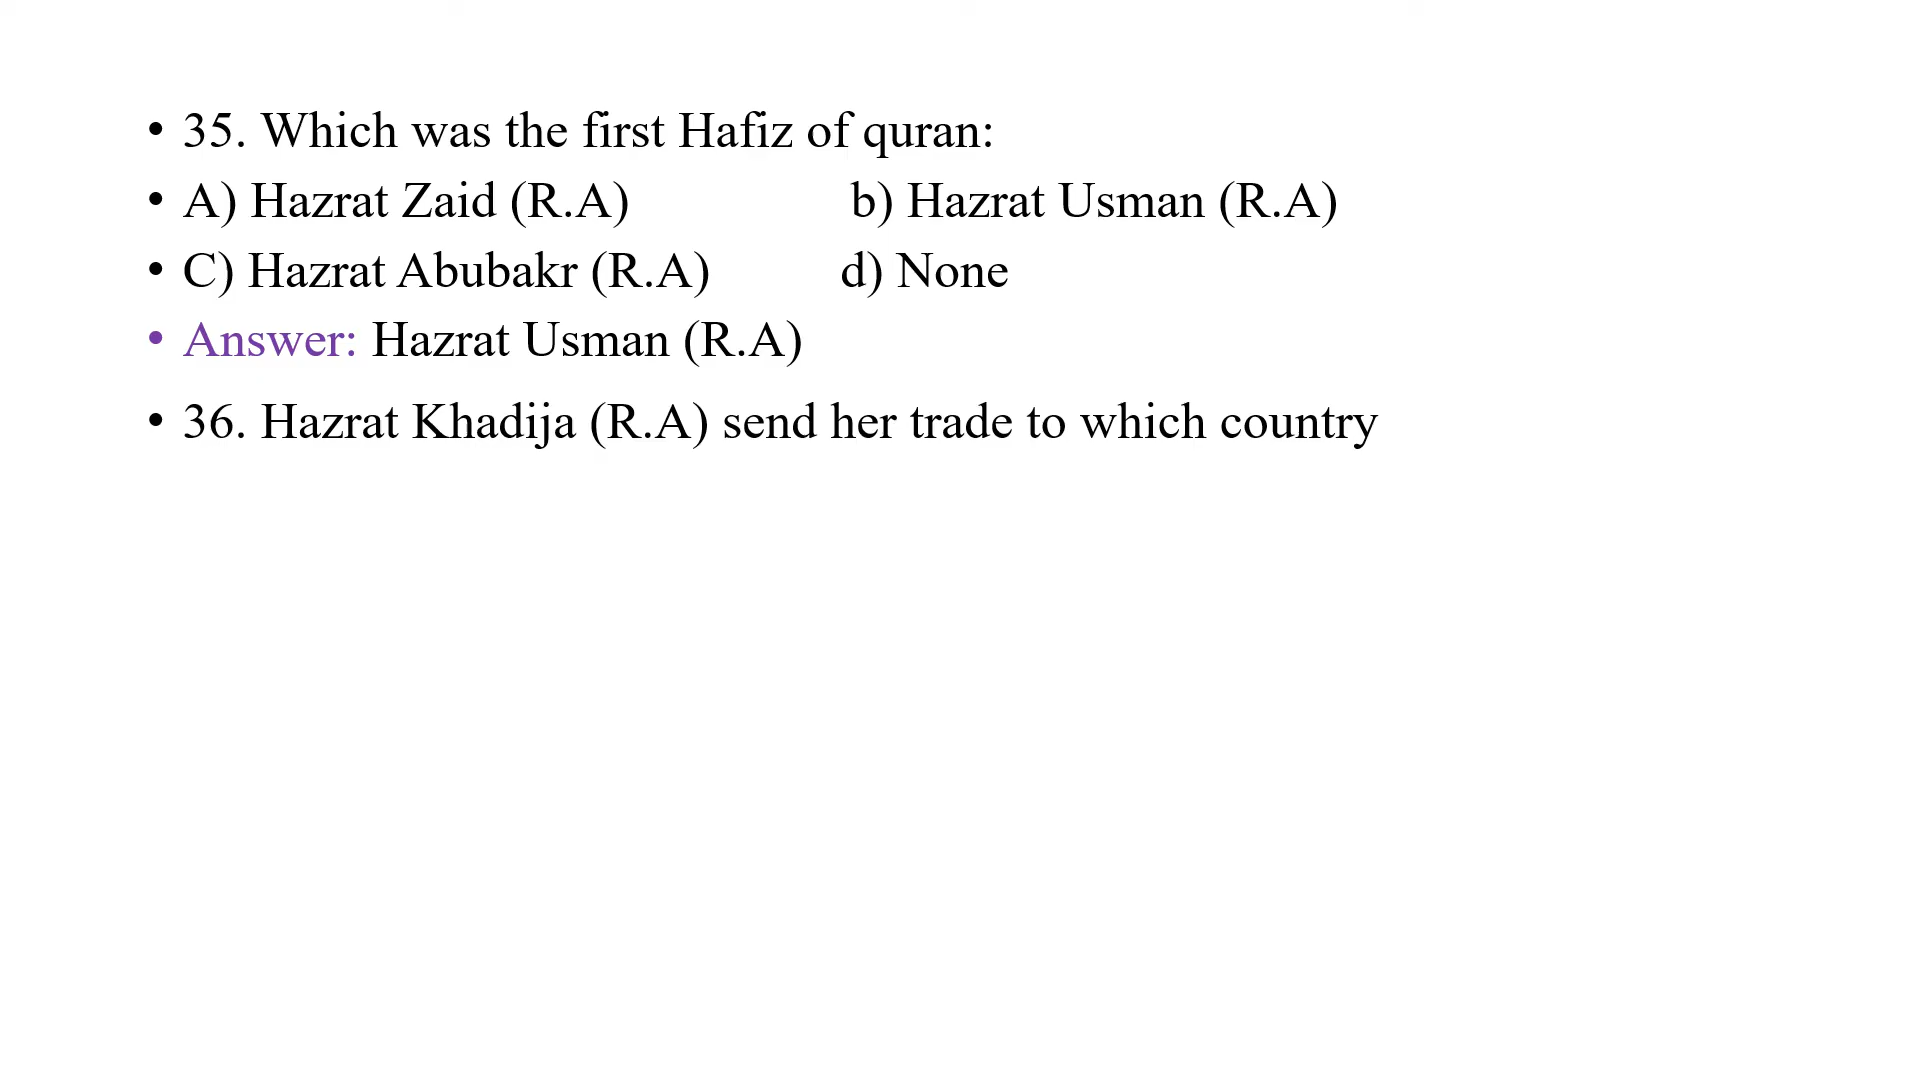 • 35. Which was the first Hafiz of quran:
• A) Hazrat Zaid (R.A) b) Hazrat Usman (R.A)
• C) Hazrat Abubakr (R.A) d) None
• Answer: Hazrat Usman (R.A)
• 36. Hazrat Khadija (R.A) send her trade to which country